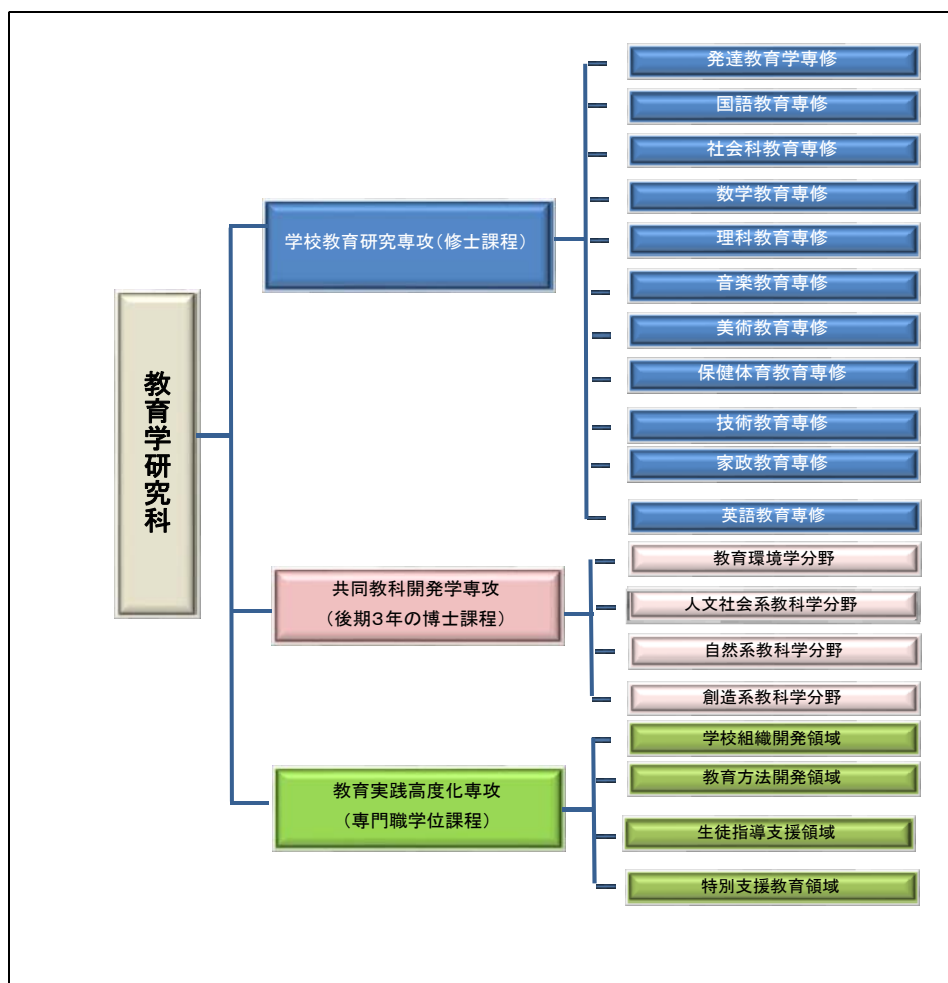 教育学研究科
学校教育研究専攻(修士課程)
発達教育学専修
国語教育専修
社会科教育専修
数学教育専修
理科教育専修
音楽教育専修
美術教育専修
保健体育教育専修
技術教育専修
家政教育専修
英語教育専修
共同教科開発学専攻
(後期3年の博士課程)
教育環境学分野
人文社会系教科学分野
自然系教科学分野
創造系教科学分野
教育実践高度化専攻
(専門職学位課程)
学校組織開発領域
教育方法開発領域
生徒指導支援領域
特別支援教育領域